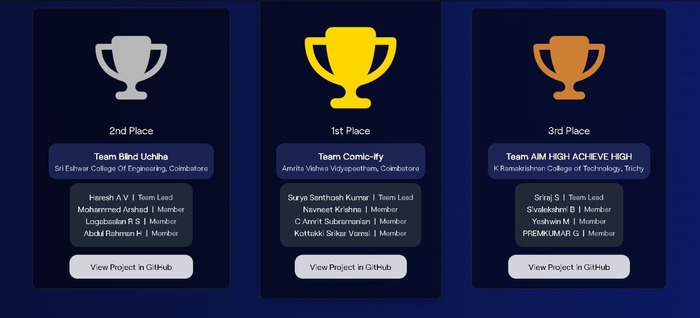 2nd Place
Team Blind Uchiha
Sri Eshwar College Of Engineering, Coimbatore
Haresh A V | Team Lead
Mohammed Arshad | Member
Logabaalan R S | Member
Abdul Rahman H | Member
View Project in GitHub
1st Place
Team Comic-ify
Amrita Vishwa Vidyapeetham, Coimbatore
Surya Santhosh Kumar | Team Lead
Navneet Krishna | Member
C Amrit Subramanian | Member
Kottakki Srikar Vamsi | Member
View Project in GitHub
3rd Place
Team AIM HIGH ACHIEVE HIGH
K Ramakrishnan College of Technology, Trichy
Sriraj S | Team Lead
Sivalekshmi B | Member
Yeshwin M | Member
PREMKUMAR G | Member
View Project in GitHub